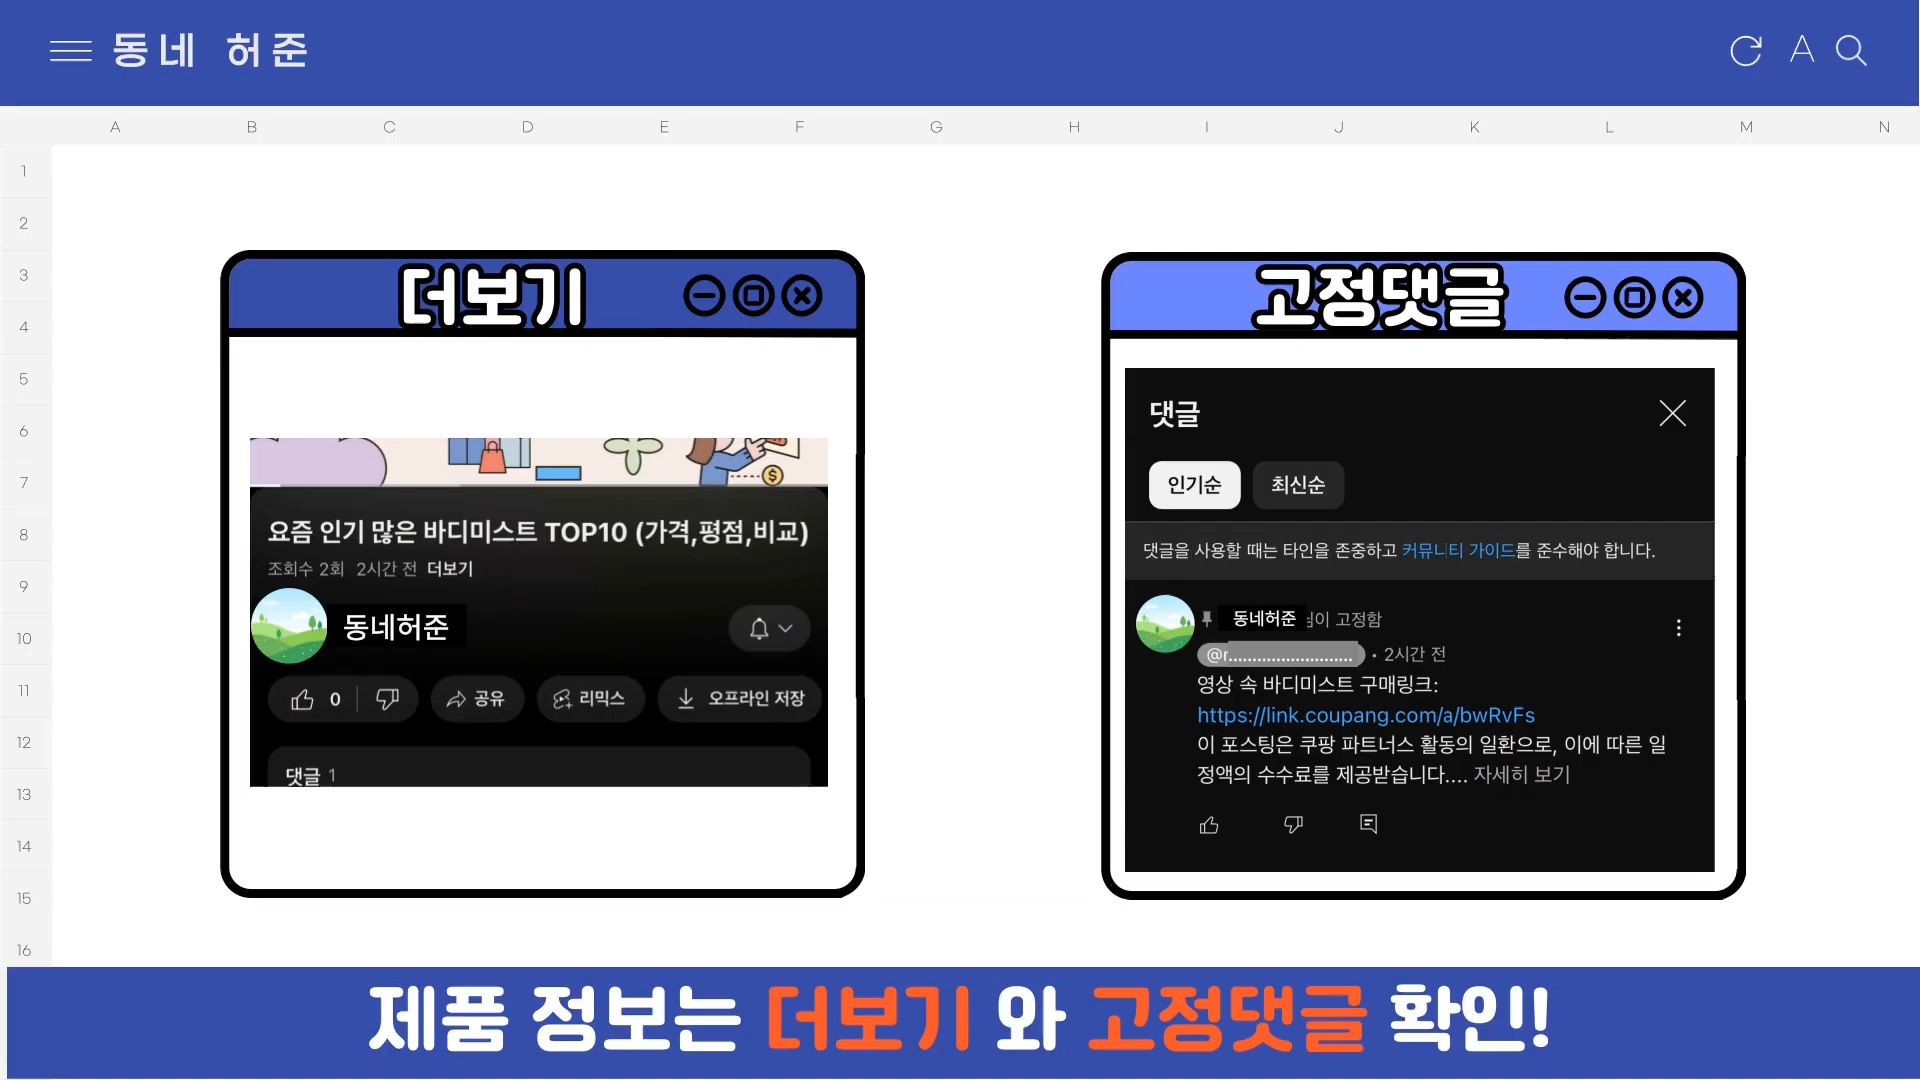 동네 허준
A
A B C D E F G H I J K L M N
1
2
3
4
5
6
7
8
9
10
11
12
13
14
15
16
더보기
요즘 인기 많은 바디미스트 TOP10 (가격,평점,비교)
조회수 2회 2시간 전 더보기
동네허준
0 공유 리믹스 오프라인 저장
댓글 1
고정댓글
댓글
인기순 최신순
댓글을 사용할 때는 타인을 존중하고 커뮤니티 가이드를 준수해야 합니다.
동네허준님이 고정함
@r.......................... • 2시간 전
영상 속 바디미스트 구매링크:
https://link.coupang.com/a/bwRvFs
이 포스팅은 쿠팡 파트너스 활동의 일환으로, 이에 따른 일
정액의 수수료를 제공받습니다.... 자세히 보기
제품 정보는 더보기 와 고정댓글 확인!